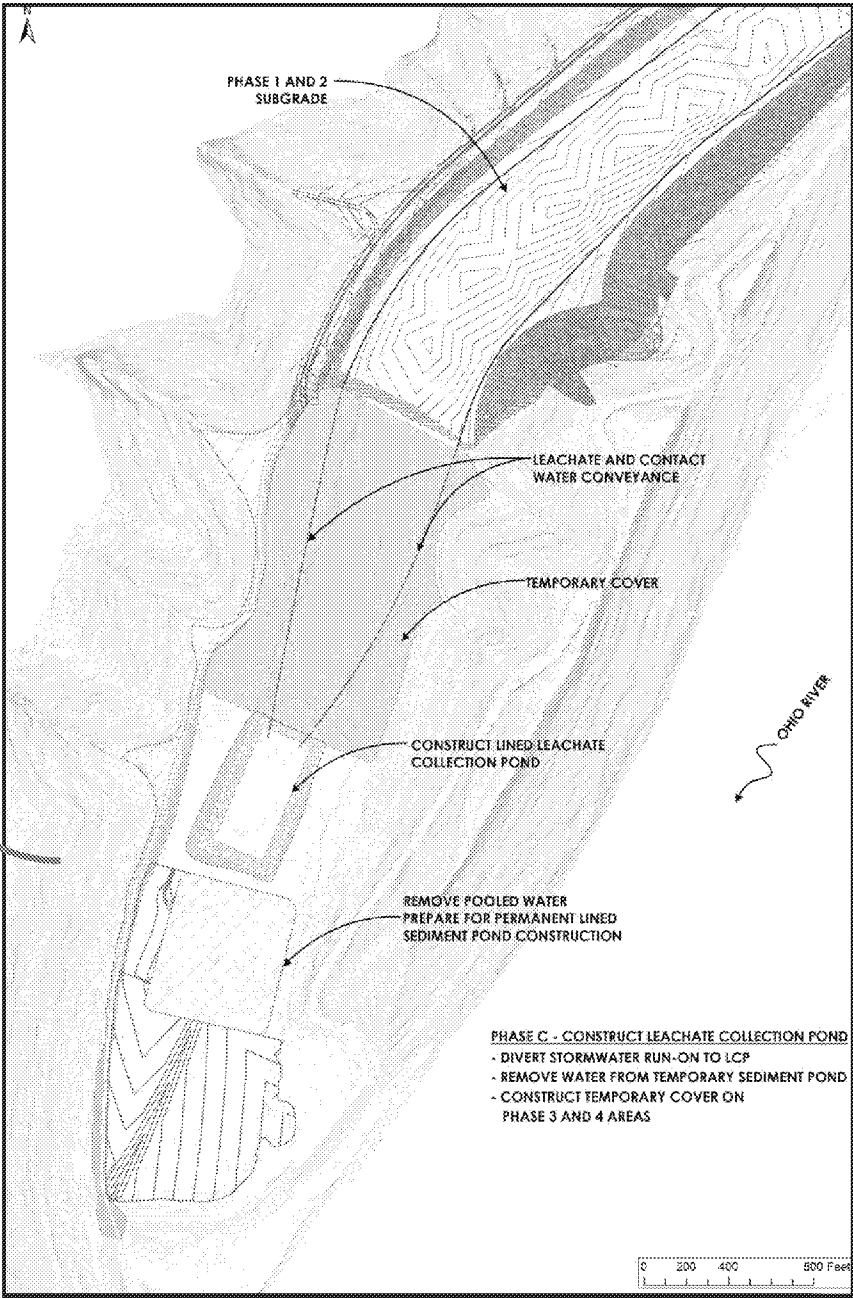 N
PHASE 1 AND 2
SUBGRADE
LEACHATE AND CONTACT
WATER CONVEYANCE
TEMPORARY COVER
OHIO RIVER
CONSTRUCT LINED LEACHATE
COLLECTION POND
REMOVE POOLED WATER
PREPARE FOR PERMANENT LINED
SEDIMENT POND CONSTRUCTION
PHASE C - CONSTRUCT LEACHATE COLLECTION POND
- DIVERT STORMWATER RUN-ON TO LCP
- REMOVE WATER FROM TEMPORARY SEDIMENT POND
- CONSTRUCT TEMPORARY COVER ON
PHASE 3 AND 4 AREAS
0 200 400 800 Feet